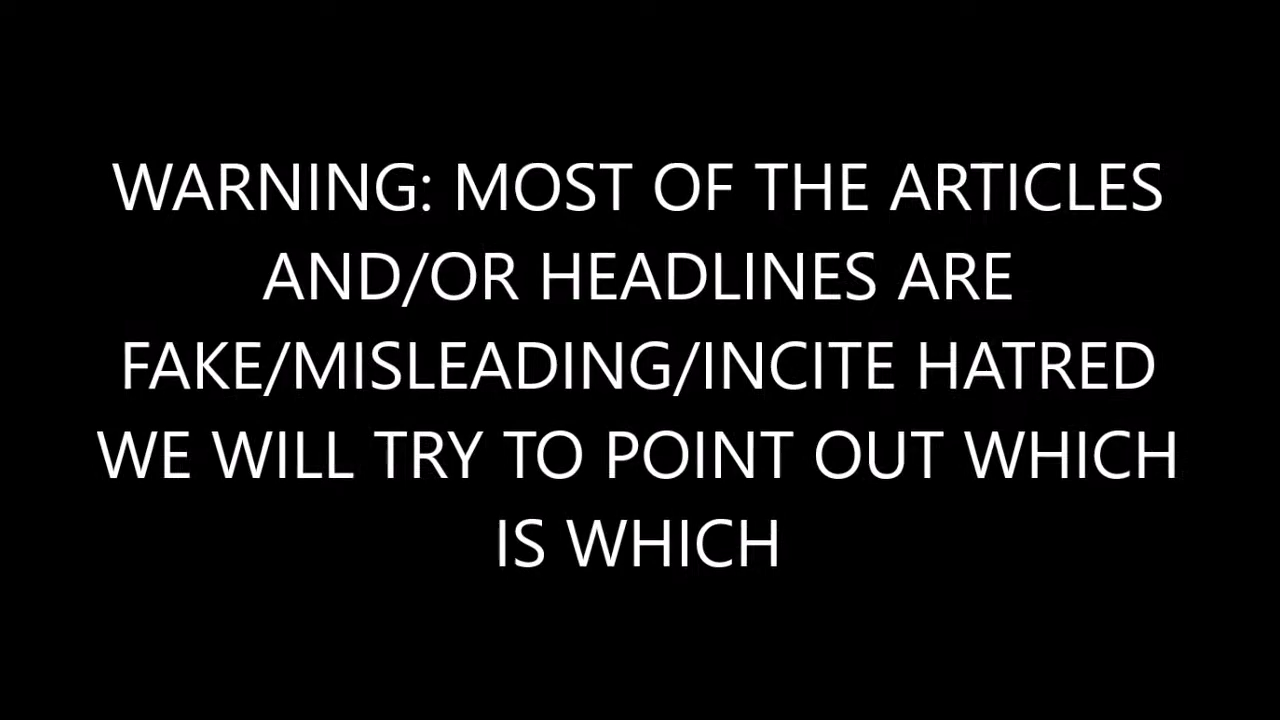 WARNING: MOST OF THE ARTICLES
AND/OR HEADLINES ARE
FAKE/MISLEADING/INCITE HATRED
WE WILL TRY TO POINT OUT WHICH
IS WHICH